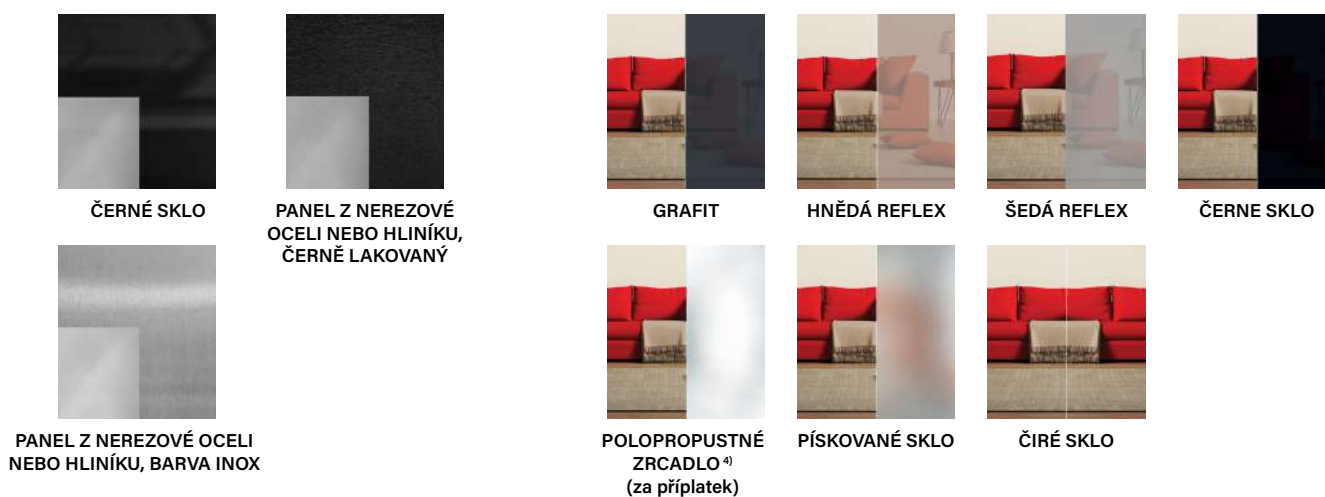 ČERNÉ SKLO
PANEL Z NEREZOVÉ
OCELI NEBO HLINÍKU,
ČERNĚ LAKOVANÝ
PANEL Z NEREZOVÉ OCELI
NEBO HLINÍKU, BARVA INOX
GRAFIT
HNĚDÁ REFLEX
ŠEDÁ REFLEX
ČERNE SKLO
POLOPROPUSTNÉ
ZRCADLO 4)
(za příplatek)
PÍSKOVANÉ SKLO
ČIRÉ SKLO